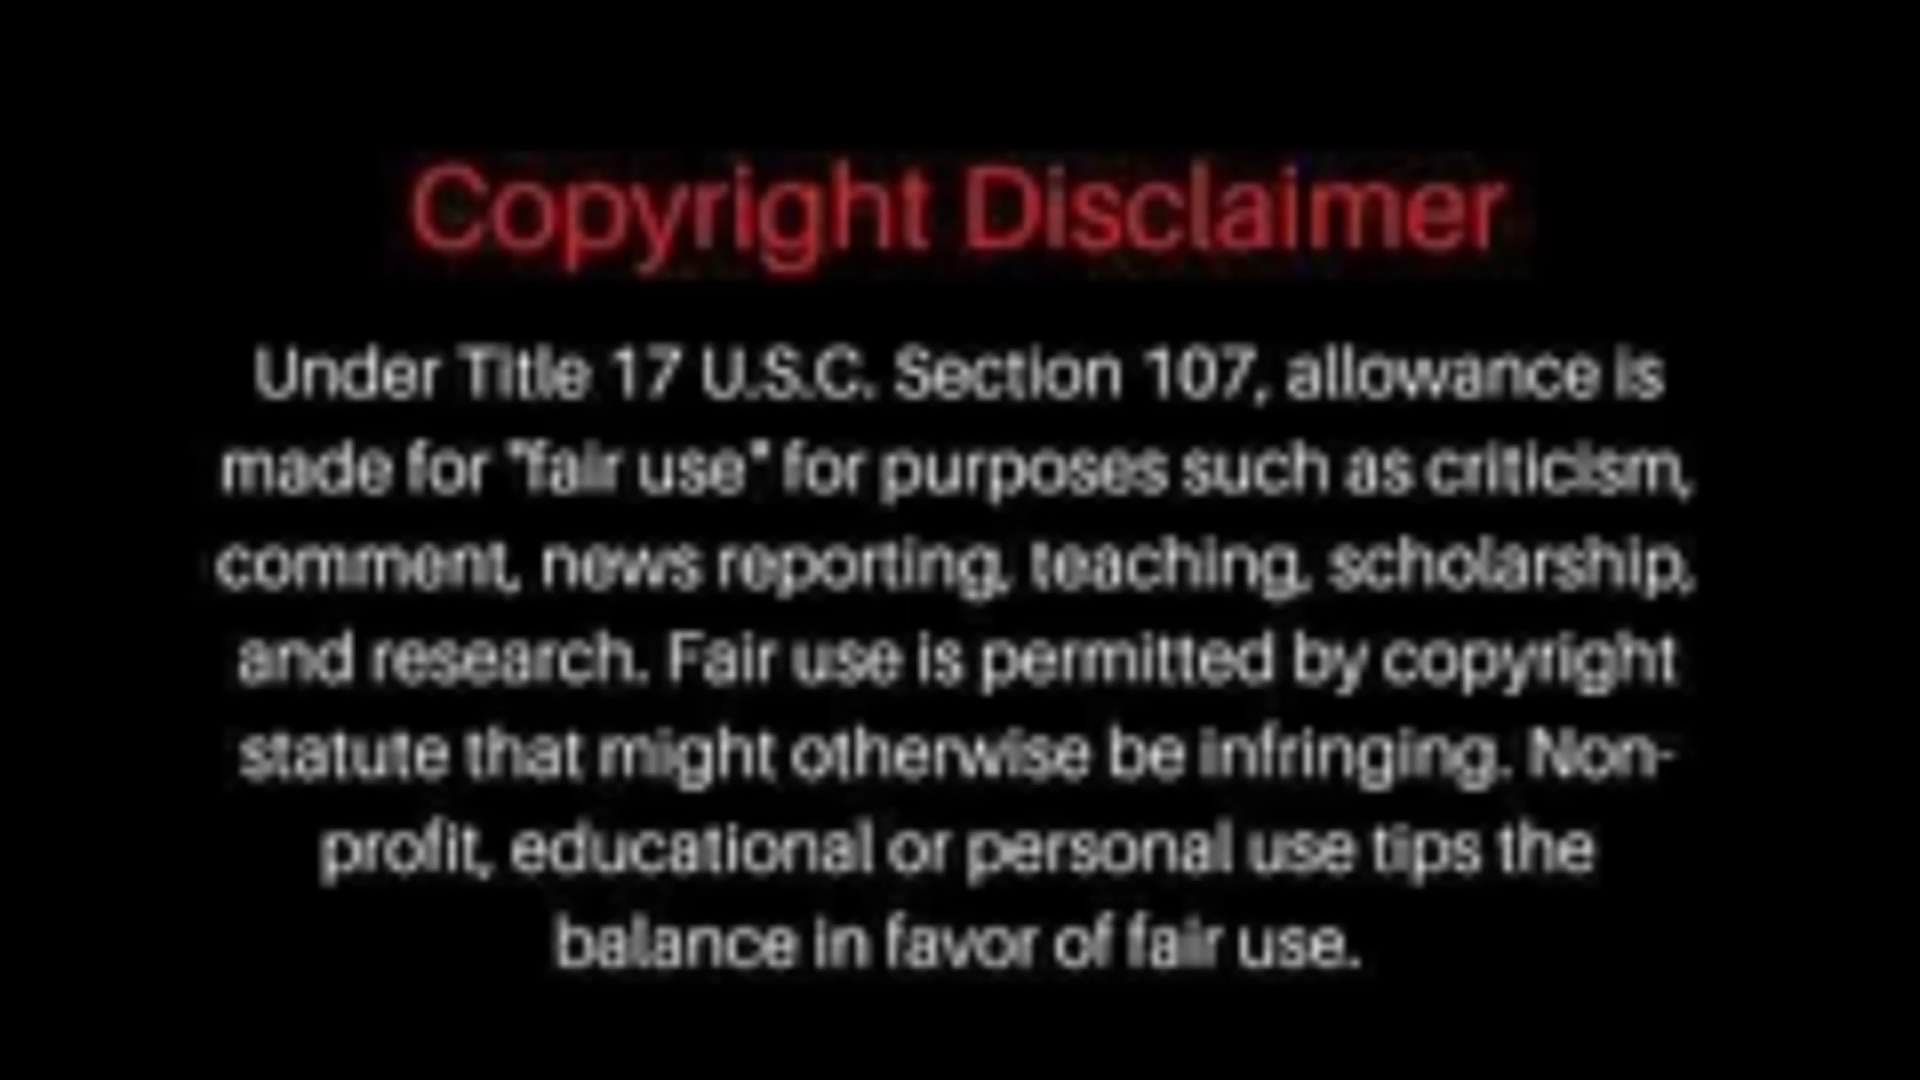 Copyright Disclaimer
Under Title 17 U.S.C. Section 107, allowance is
made for "fair use" for purposes such as criticism,
comment, news reporting, teaching, scholarship,
and research. Fair use is permitted by copyright
statute that might otherwise be infringing. Non-
profit, educational or personal use tips the
balance in favor of fair use.